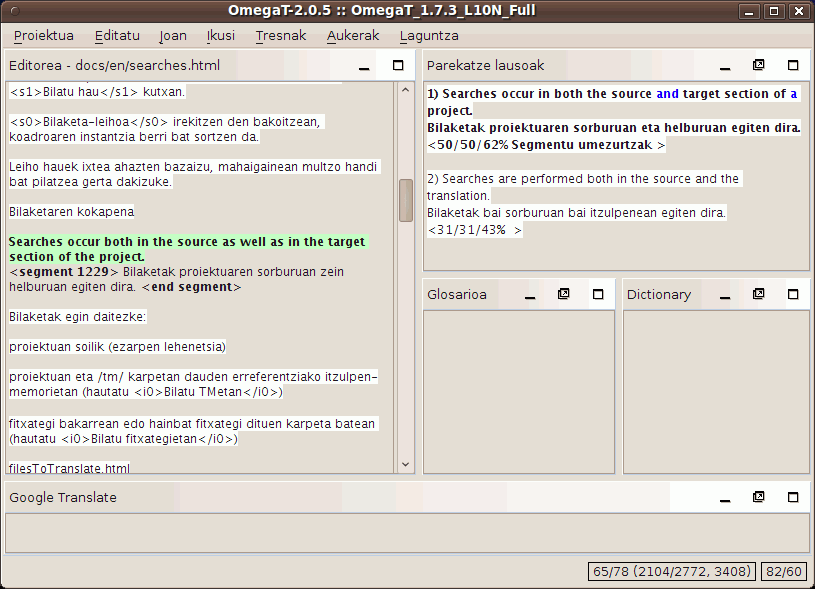 OmegaT-2.0.5 :: OmegaT_1.7.3_L10N_Full
Proiektua Editatu Joan Ikusi Tresnak Aukerak Laguntza
Editorea - docs/en/searches.html
<s1>Bilatu hau</s1> kutxan.
<s0>Bilaketa-leihoa</s0> irekitzen den bakoitzean,
koadroaren instantzia berri bat sortzen da.
Leiho hauek ixtea ahazten bazaizu, mahaigainean multzo handi
bat pilatzea gerta dakizuke.
Bilaketaren kokapena
Searches occur both in the source as well as in the target
section of the project.
<segment 1229> Bilaketak proiektuaren sorburuan zein
helburuan egiten dira. <end segment>
Bilaketak egin daitezke:
proiektuan soilik (ezarpen lehenetsia)
proiektuan eta /tm/ karpetan dauden erreferentziako itzulpen-
memorietan (hautatu <i0>Bilatu TMetan</i0>)
fitxategi bakarrean edo hainbat fitxategi dituen karpeta batean
(hautatu <i0>Bilatu fitxategietan</i0>)
filesToTranslate.html
Parekatze lausoak
1) Searches occur in both the source and target section of a
project.
Bilaketak proiektuaren sorburuan eta helburuan egiten dira.
<50/50/62% Segmentu umezurtzak >
2) Searches are performed both in the source and the
translation.
Bilaketak bai sorburuan bai itzulpenean egiten dira.
<31/31/43%  >
Glosarioa
Dictionary
Google Translate
65/78 (2104/2772, 3408) 82/60